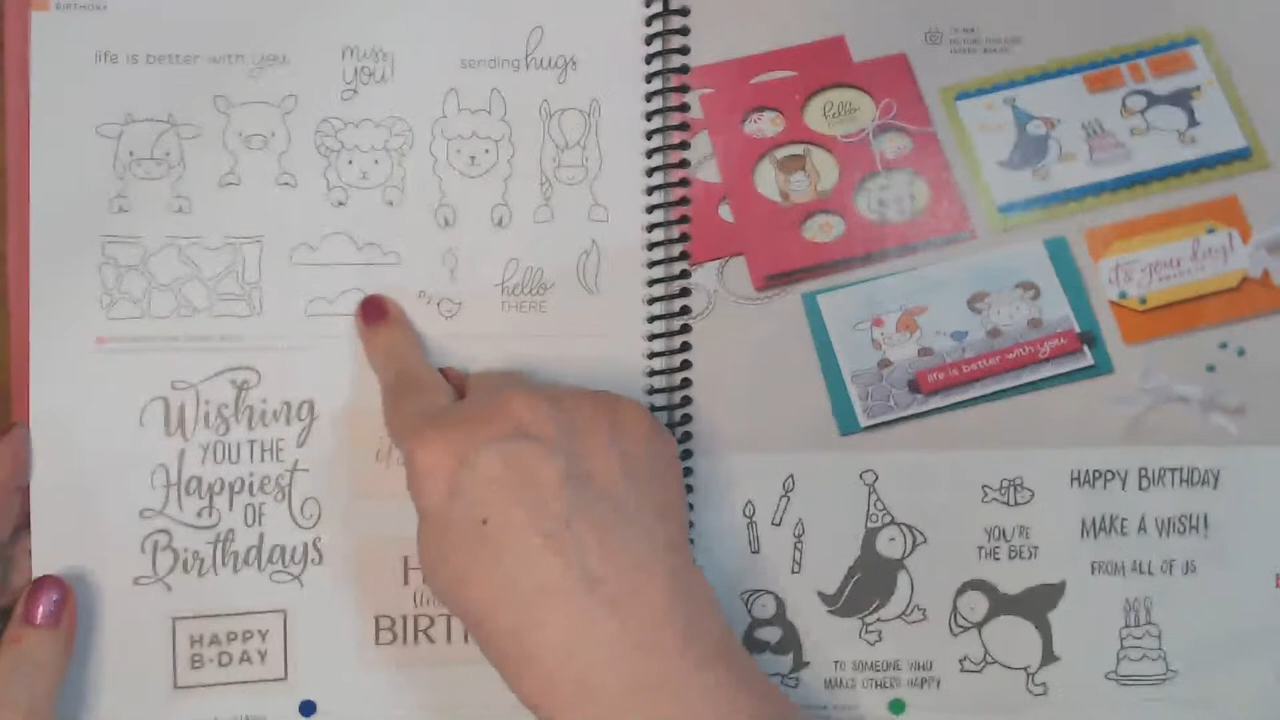 BIRTHDAY
life is better with you
miss
you!
sending hugs
hello
THERE
Wishing
YOU THE
Happiest
OF
Birthdays
HAPPY
B•DAY
hello
it's your day!
life is better with you
HAPPY BIRTHDAY
YOU'RE
THE BEST
MAKE A WISH!
FROM ALL OF US
TO SOMEONE WHO
MAKES OTHERS HAPPY